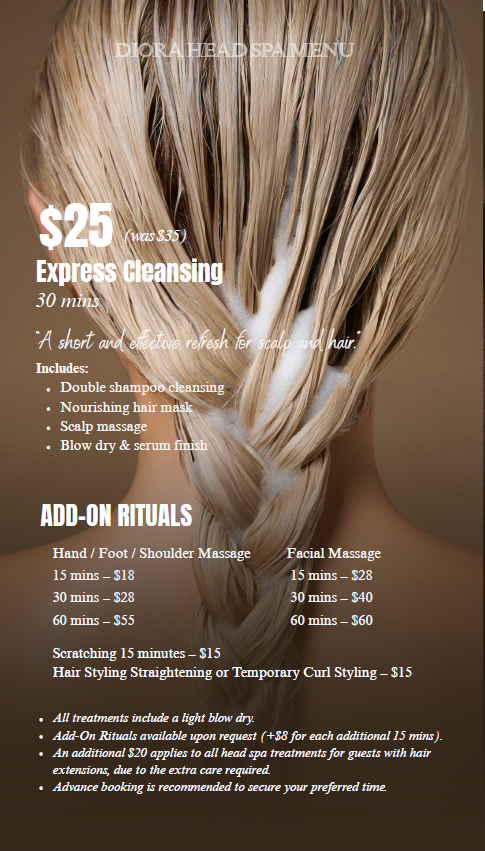 DIORA HEAD SPA MENU
$25 (was $35)
Express Cleansing
30 mins
"A short and effective refresh for scalp and hair."
Includes:
• Double shampoo cleansing
• Nourishing hair mask
• Scalp massage
• Blow dry & serum finish
ADD-ON RITUALS
Hand / Foot / Shoulder Massage Facial Massage
15 mins – $18 15 mins – $28
30 mins – $28 30 mins – $40
60 mins – $55 60 mins – $60
Scratching 15 minutes – $15
Hair Styling Straightening or Temporary Curl Styling – $15
• All treatments include a light blow dry.
• Add-On Rituals available upon request (+$8 for each additional 15 mins).
• An additional $20 applies to all head spa treatments for guests with hair
extensions, due to the extra care required.
• Advance booking is recommended to secure your preferred time.